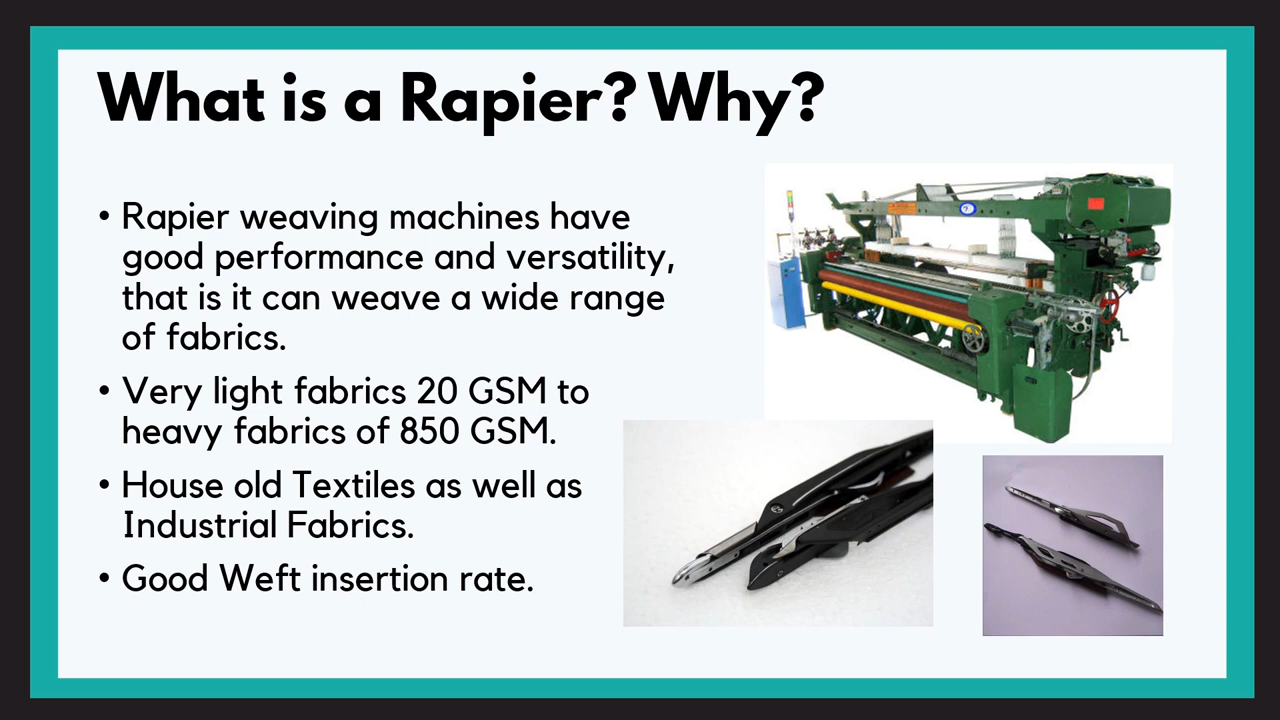 What is a Rapier? Why?
• Rapier weaving machines have
good performance and versatility,
that is it can weave a wide range
of fabrics.
• Very light fabrics 20 GSM to
heavy fabrics of 850 GSM.
• House old Textiles as well as
Industrial Fabrics.
• Good Weft insertion rate.